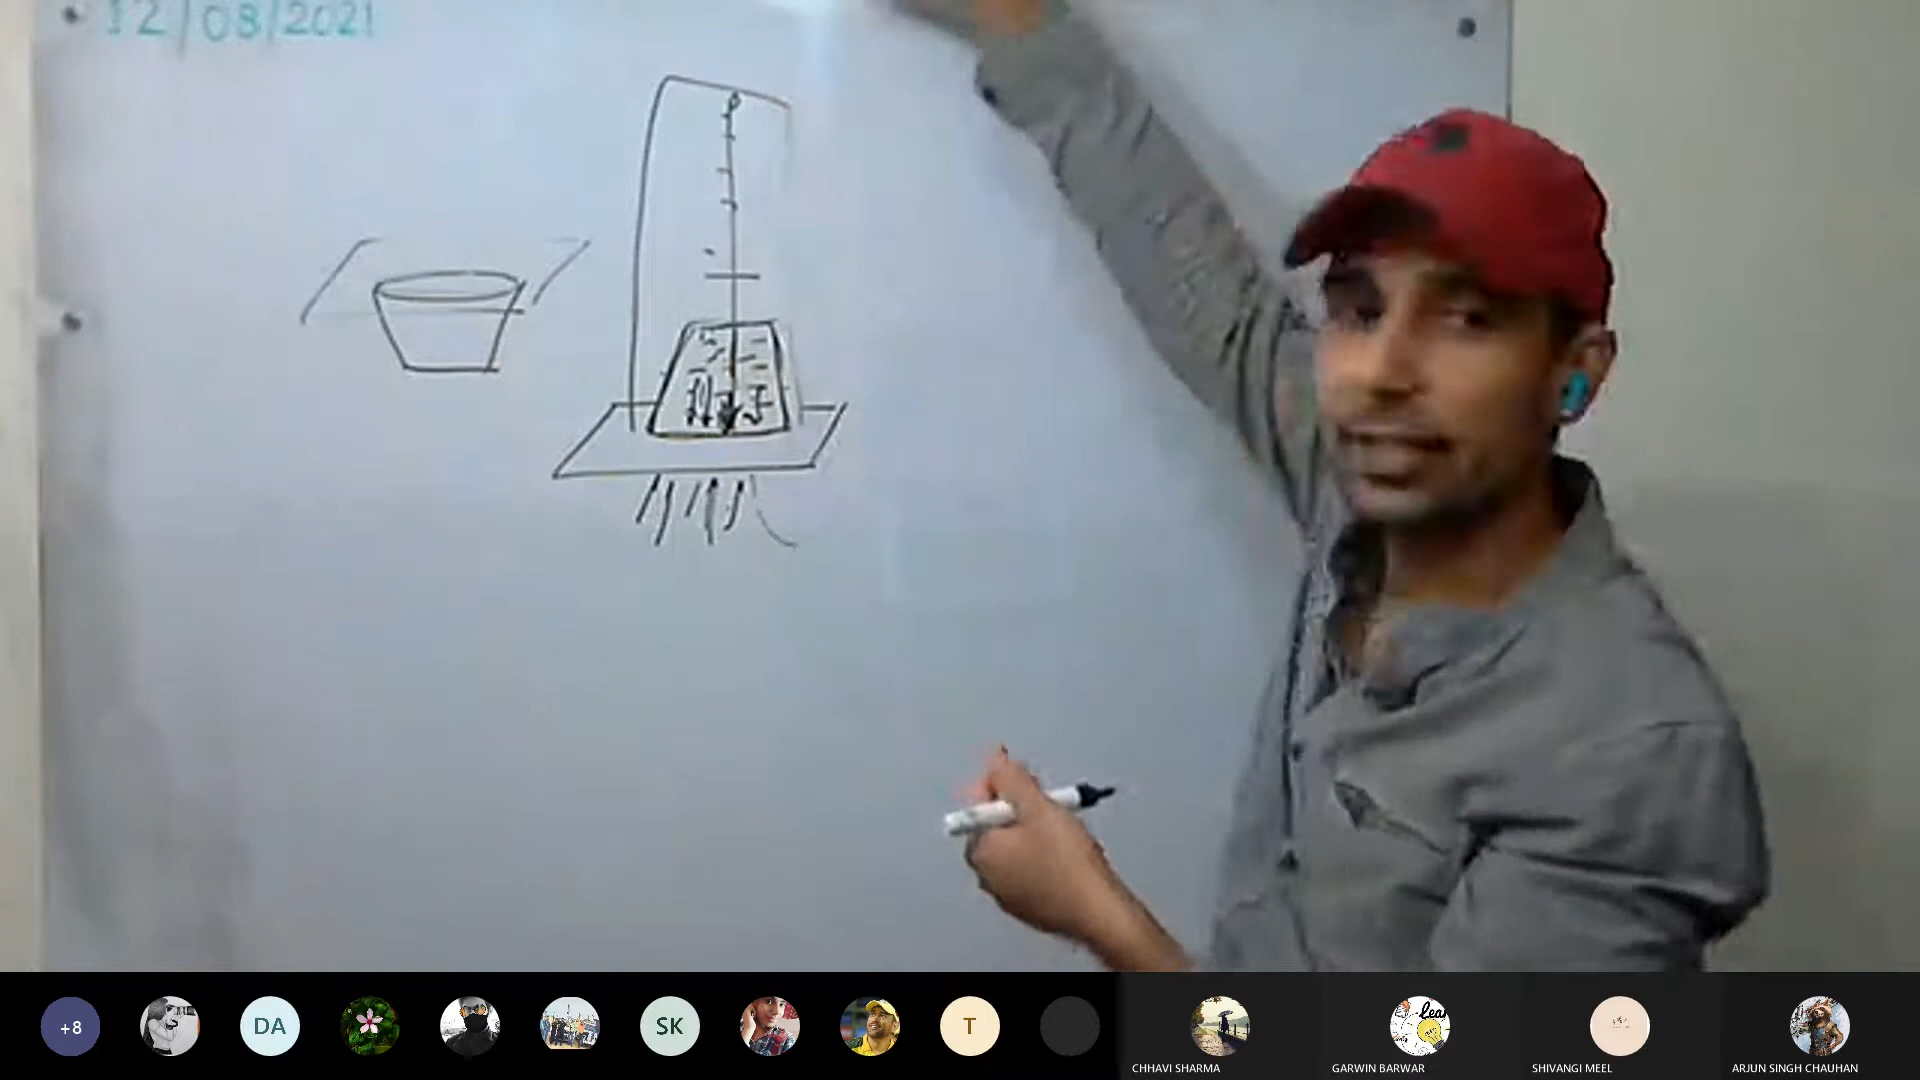 12/08/2021
+8
DA
SK
T
CHHAVI SHARMA
GARWIN BARWAR
SHIVANGI MEEL
ARJUN SINGH CHAUHAN